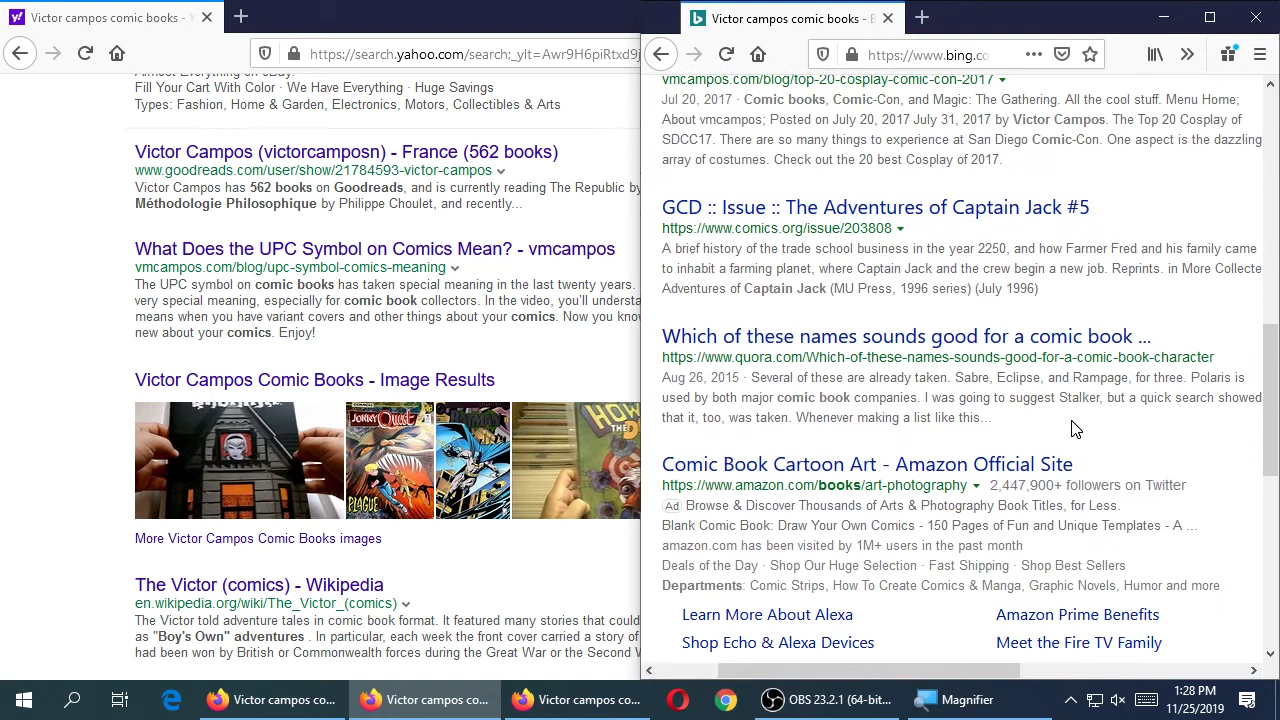 Victor campos comic books - Y
Victor campos comic books - B
https://search.yahoo.com/search;_ylt=Awr9H6piRtxd9j
https://www.bing.co
Fill Your Cart With Color · We Have Everything · Huge Savings
Types: Fashion, Home & Garden, Electronics, Motors, Collectibles & Arts
Victor Campos (victorcamposn) - France (562 books)
www.goodreads.com/user/show/21784593-victor-campos
Victor Campos has 562 books on Goodreads, and is currently reading The Republic by
Méthodologie Philosophique by Philippe Choulet, and recently...
What Does the UPC Symbol on Comics Mean? - vmcampos
vmcampos.com/blog/upc-symbol-comics-meaning
The UPC symbol on comic books has taken special meaning in the last twenty years.
very special meaning, especially for comic book collectors. In the video, you'll understa
means when you have variant covers and other things about your comics. Now you know
new about your comics. Enjoy!
Victor Campos Comic Books - Image Results
JONNY QUEST
PLAGUE
HOW
THE D
More Victor Campos Comic Books images
The Victor (comics) - Wikipedia
en.wikipedia.org/wiki/The_Victor_(comics)
The Victor told adventure tales in comic book format. It featured many stories that could
as "Boy's Own" adventures . In particular, each week the front cover carried a story of
had been won by British or Commonwealth forces during the Great War or the Second W
vmcampos.com/blog/top-20-cosplay-comic-con-2017
Jul 20, 2017 · Comic books, Comic-Con, and Magic: The Gathering. All the cool stuff. Menu Home;
About vmcampos; Posted on July 20, 2017 July 31, 2017 by Victor Campos. The Top 20 Cosplay of
SDCC17. There are so many things to experience at San Diego Comic-Con. One aspect is the dazzling
array of costumes. Check out the 20 best Cosplay of 2017.
GCD :: Issue :: The Adventures of Captain Jack #5
https://www.comics.org/issue/203808
A brief history of the trade school business in the year 2250, and how Farmer Fred and his family came
to inhabit a farming planet, where Captain Jack and the crew begin a new job. Reprints. in More Collecte
Adventures of Captain Jack (MU Press, 1996 series) (July 1996)
Which of these names sounds good for a comic book ...
https://www.quora.com/Which-of-these-names-sounds-good-for-a-comic-book-character
Aug 26, 2015 · Several of these are already taken. Sabre, Eclipse, and Rampage, for three. Polaris is
used by both major comic book companies. I was going to suggest Stalker, but a quick search showed
that it, too, was taken. Whenever making a list like this...
Comic Book Cartoon Art - Amazon Official Site
https://www.amazon.com/books/art-photography 2,447,900+ followers on Twitter
Ad Browse & Discover Thousands of Arts & Photography Book Titles, for Less.
Blank Comic Book: Draw Your Own Comics - 150 Pages of Fun and Unique Templates - A ...
amazon.com has been visited by 1M+ users in the past month
Deals of the Day · Shop Our Huge Selection · Fast Shipping · Shop Best Sellers
Departments: Comic Strips, How To Create Comics & Manga, Graphic Novels, Humor and more
Learn More About Alexa
Amazon Prime Benefits
Shop Echo & Alexa Devices
Meet the Fire TV Family
Victor campos co...
Victor campos co...
Victor campos co...
OBS 23.2.1 (64-bit...
Magnifier
1:28 PM
11/25/2019